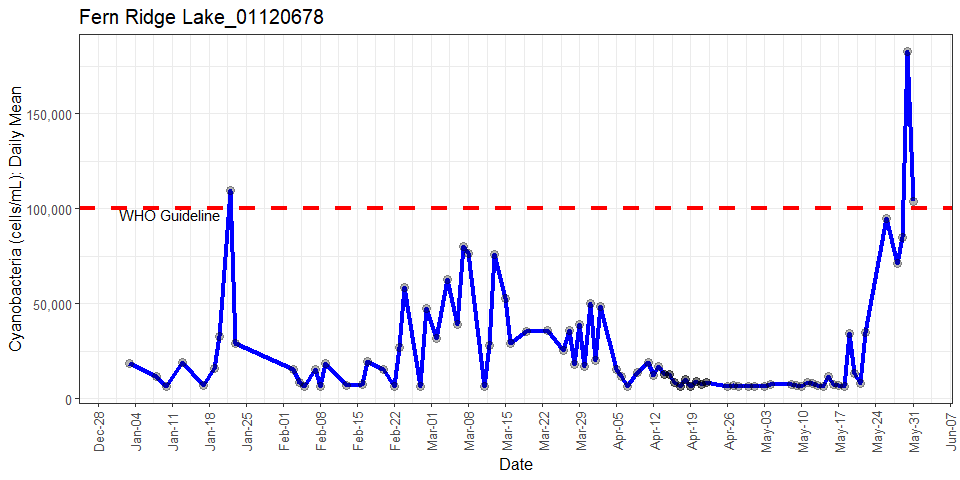 Fern Ridge Lake_01120678
Cyanobacteria (cells/mL): Daily Mean
150,000
100,000
50,000
0
WHO Guideline
Dec-28
Jan-04
Jan-11
Jan-18
Jan-25
Feb-01
Feb-08
Feb-15
Feb-22
Mar-01
Mar-08
Mar-15
Mar-22
Mar-29
Apr-05
Apr-12
Apr-19
Apr-26
May-03
May-10
May-17
May-24
May-31
Jun-07
Date